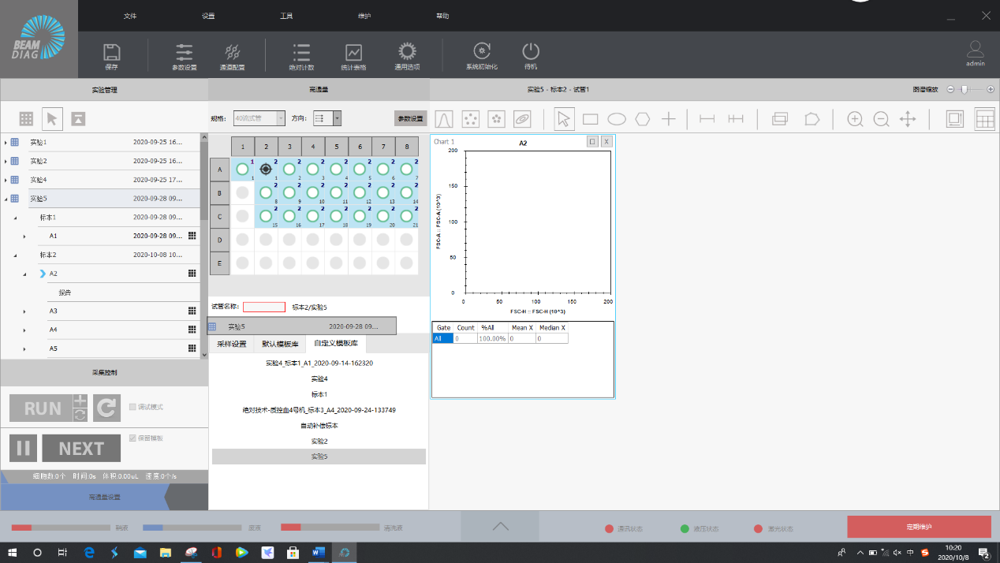 BEAM
DIAG
文件 设置 工具 维护 帮助
保存 参数设置 通道配置 绝对计数 统计表格 通用选项 系统初始化 待机
admin
实验管理 高通量 实验5 - 标本2 - 试管1 图谱缩放
规格: 40流式管 方向: 参数设置
实验1 2020-09-25 16...
实验2 2020-09-25 16...
实验4 2020-09-25 17...
实验5 2020-09-28 09...
标本1 2020-09-28 09...
A1 2020-09-28 09...
标本2 2020-10-08 10...
A2
报告
A3
A4
A5
1 2 3 4 5 6 7 8
A 1 2 2 2 2 2 2 2
1 1 2 3 4 5 6 7
B 2 2 2 2 2 2 2
8 9 10 11 12 13 14
C 2 2 2 2 2 2 2
15 16 17 18 19 20 21
D
E
试管名称: 标本2/实验5
实验5 2020-09-28 09...
采样设置 默认模板库 自定义模板库
实验4_标本1_A1_2020-09-14-162320
实验4
标本1
绝对技术-质控血4号机_标本3_A4_2020-09-24-133749
自动补偿标本
实验2
实验5
Chart 1 A2 X
200
150
100
50
0
FSC-A :: FSC-A (10^3)
0 50 100 150 200
FSC-H :: FSC-H (10^3)
Gate Count %All Mean X Median X
All 0 100.00% 0 0
采集控制
RUN 调试模式
NEXT 保留模板
细胞数:0个 时间:0s 体积:0.00uL 速度:0个/s
高通量设置
鞘液 废液 清洗液 通讯状态 液压状态 激光状态 定期维护
中 10:20
2020/10/8 2